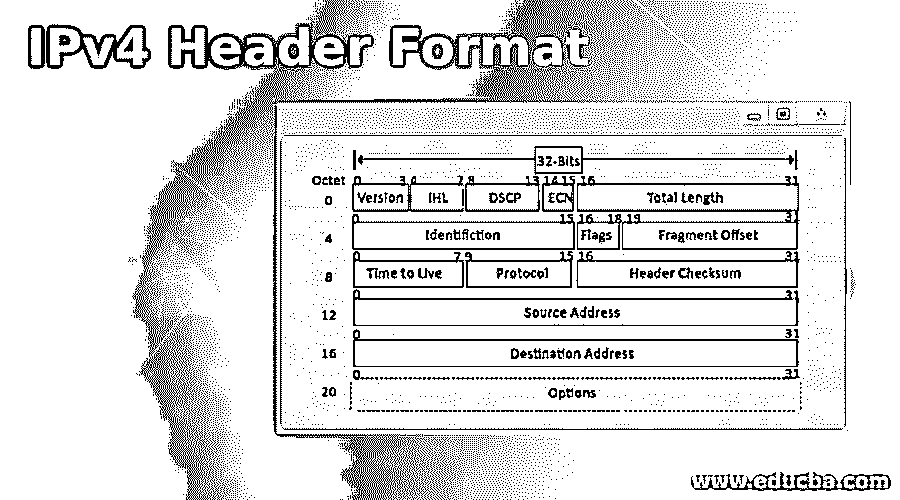 IPv4 Header Format
32-Bits
Octet 0 3,4 7,8 13 14 15 16 31
0 Version IHL DSCP ECN Total Length
0 15 16 18,19 31
4 Identifiction Flags Fragment Offset
0 7,9 15 16 31
8 Time to Live Protocol Header Checksum
0 31
12 Source Address
0 31
16 Destination Address
0 31
20 Options
www.educba.com